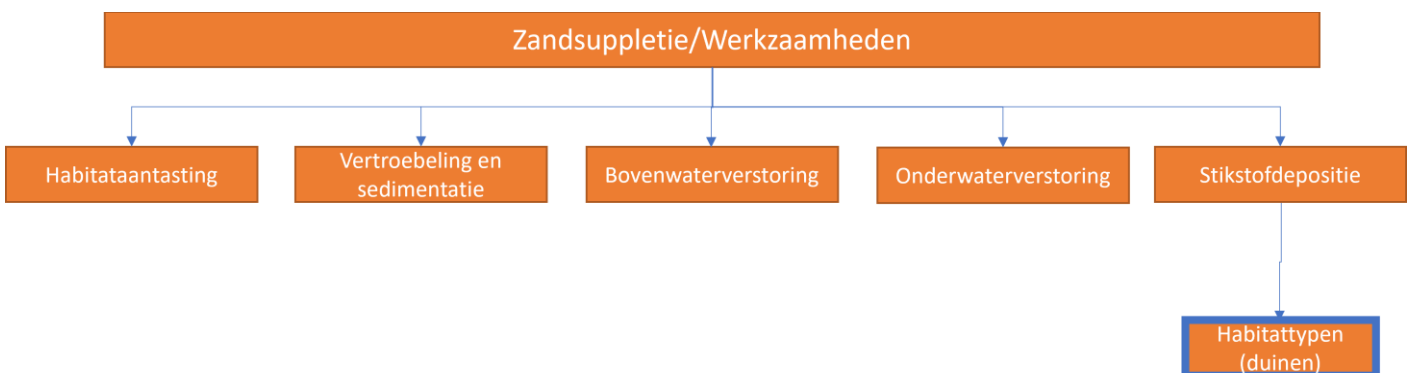 Zandsuppletie/Werkzaamheden
Habitataantasting
Vertroebeling en
sedimentatie
Bovenwaterverstoring
Onderwaterverstoring
Stikstofdepositie
Habitattypen
(duinen)